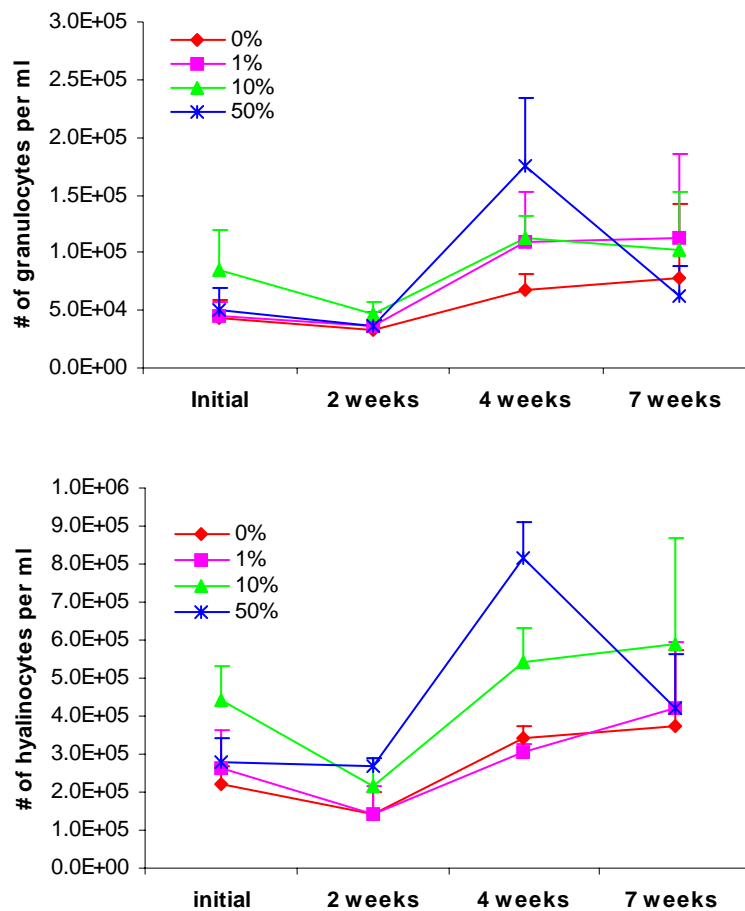 # of granulocytes per ml
3.0E+05
2.5E+05
2.0E+05
1.5E+05
1.0E+05
5.0E+04
0.0E+00
0%
1%
10%
50%
Initial
2 weeks
4 weeks
7 weeks
# of hyalinocytes per ml
1.0E+06
9.0E+05
8.0E+05
7.0E+05
6.0E+05
5.0E+05
4.0E+05
3.0E+05
2.0E+05
1.0E+05
0.0E+00
0%
1%
10%
50%
initial
2 weeks
4 weeks
7 weeks